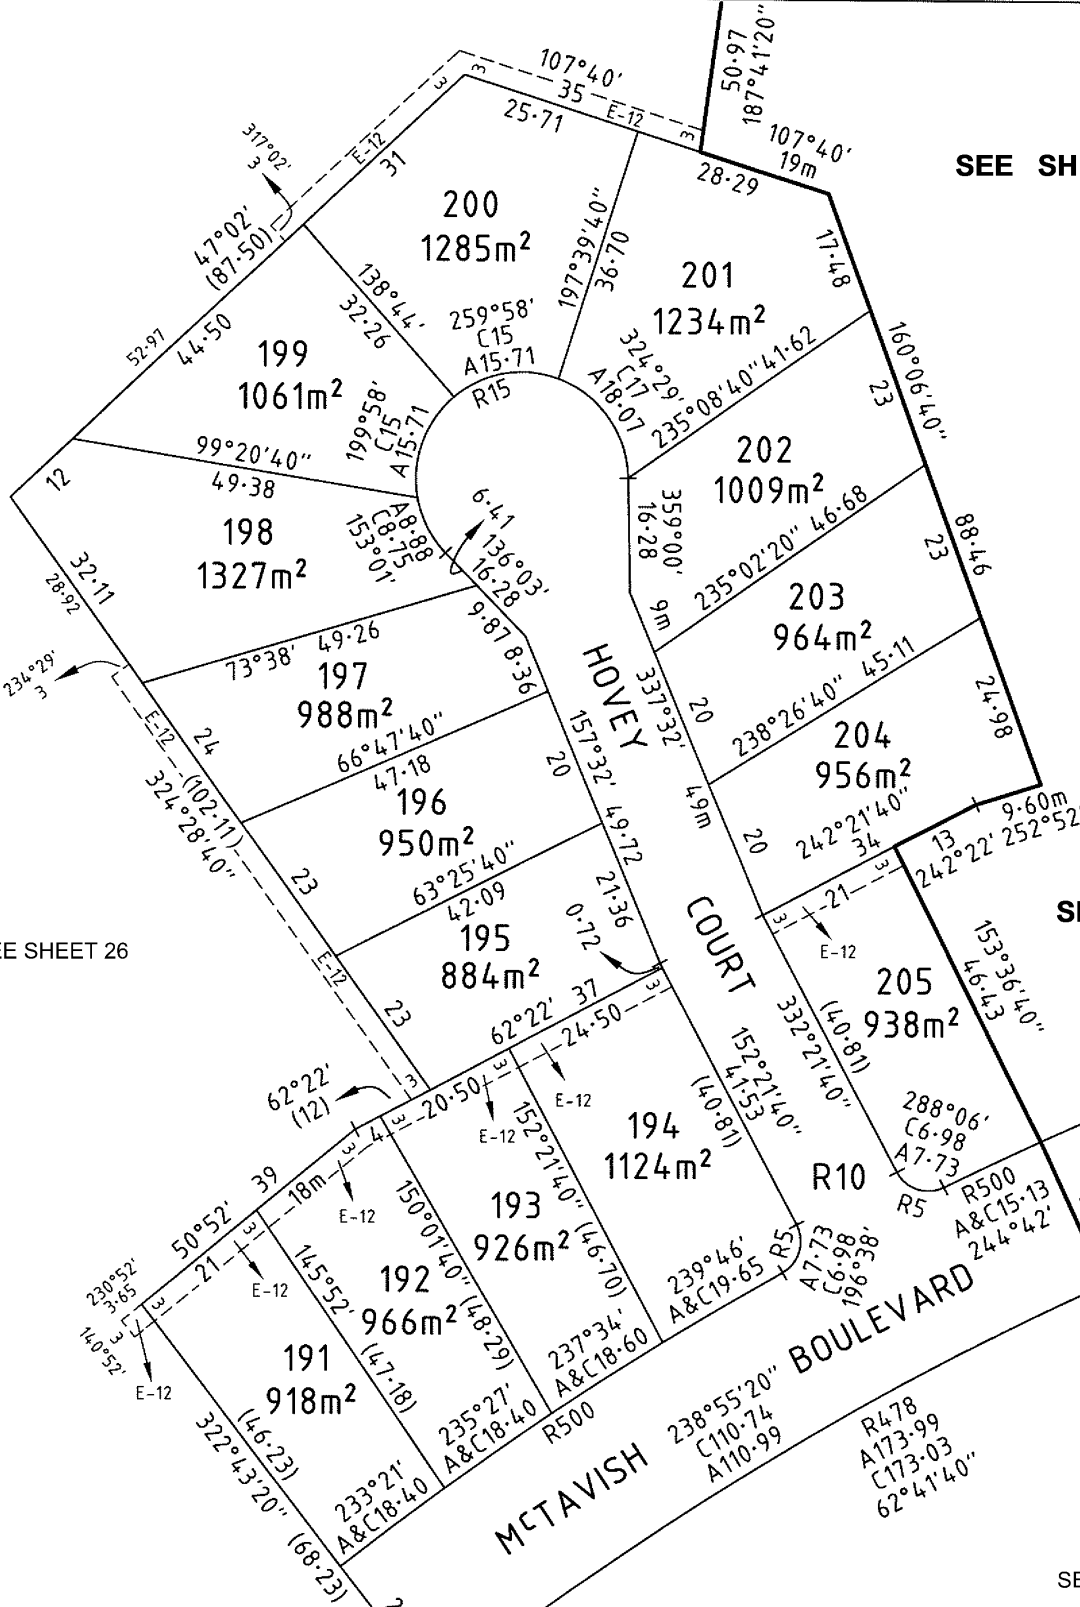 107°40'
35
E-12
25·71
3
3
3
50·97
187°41'20"
107°40'
19m
28·29
SEE SH
317°02'
3
E-12
31
47°02'
(87·50)
200
1285m²
197°39'40"
36·70
17·48
201
1234m²
138°44'
32·26
259°58'
C15
A15·71
R15
324°29'
C17
A18·07
235°08'40" 41·62
160°06'40"
23
52·97
44·50
199
1061m²
199°58'
C15
A15·71
99°20'40"
49·38
12
202
1009m²
198
1327m²
A8·88
C8·75
153°01'
6·41
136°03'
16·28
359°00'
16·28
235°02'20" 46·68
88·46
23
32·11
28·92
9·87
8·36
9m
203
964m²
73°38' 49·26
234°29'
3
197
988m²
HOVEY
337°32'
20
238°26'40" 45·11
24·98
E-12
24
66°47'40"
47·18
157°32'
20
204
956m²
(102·11)
324°28'40"
196
950m²
49·72
49m
20
242°21'40"
34
13
9·60m
242°22' 252°52'
3
23
63°25'40"
42·09
21·36
0·72
COURT
3
21
E-12
EE SHEET 26
E-12
195
884m²
205
938m²
153°36'40"
46·43
23
62°22' 37
24·50
3
332°21'40"
(40·81)
62°22'
(12)
3
20·50
3
E-12
E-12
152°21'40"
41·53
(40·81)
288°06'
C6·98
A7·73
152°21'40"
(46·70)
194
1124m²
R10
R5
R500
A&C15·13
244°42'
39
50°52'
18m
3
4
3
E-12
150°01'40"
(48·29)
193
926m²
239°46'
A&C19·65
R5
A7·73
C6·98
196°38'
230°52'
3·65
3
140°52'
3
21
3
E-12
E-12
145°52'
(47·18)
192
966m²
237°34'
A&C18·60
BOULEVARD
191
918m²
235°27'
A&C18·40
R500
238°55'20"
C110·74
A110·99
R478
A173·99
C173·03
62°41'40"
(46·23)
322°43'20"
(68·23)
233°21'
A&C18·40
McTAVISH